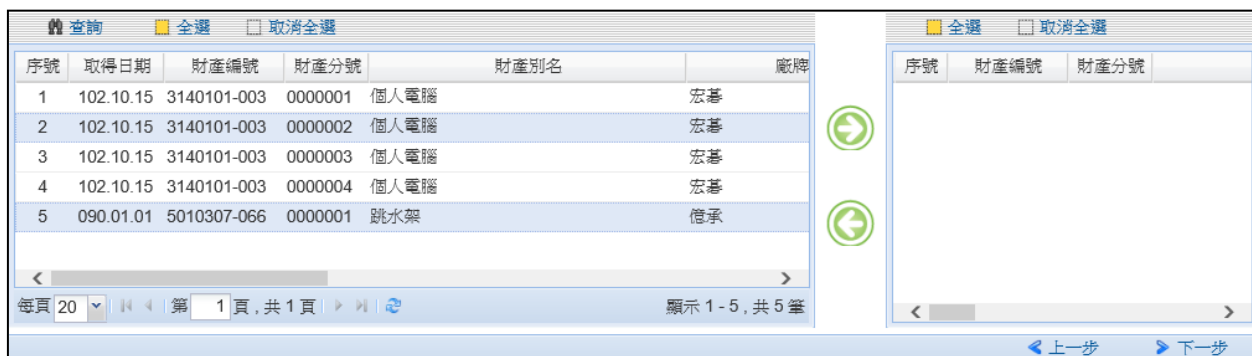 查詢 全選 取消全選 全選 取消全選
序號 取得日期 財產編號 財產分號 財產別名 廠牌 序號 財產編號 財產分號
1 102.10.15 3140101-003 0000001 個人電腦 宏碁
2 102.10.15 3140101-003 0000002 個人電腦 宏碁
3 102.10.15 3140101-003 0000003 個人電腦 宏碁
4 102.10.15 3140101-003 0000004 個人電腦 宏碁
5 090.01.01 5010307-066 0000001 跳水架 億承
每頁 20 第 1 頁 , 共 1 頁 顯示 1 - 5 , 共 5 筆
上一步 下一步